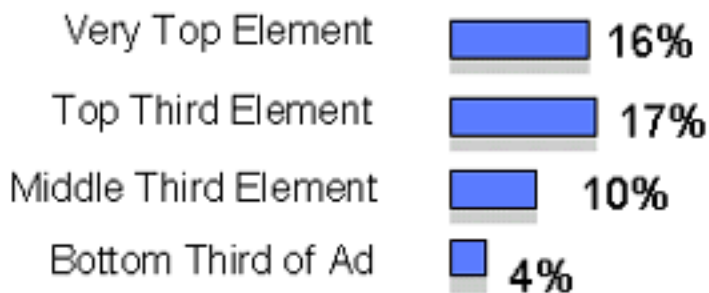 Very Top Element 16%
Top Third Element 17%
Middle Third Element 10%
Bottom Third of Ad 4%